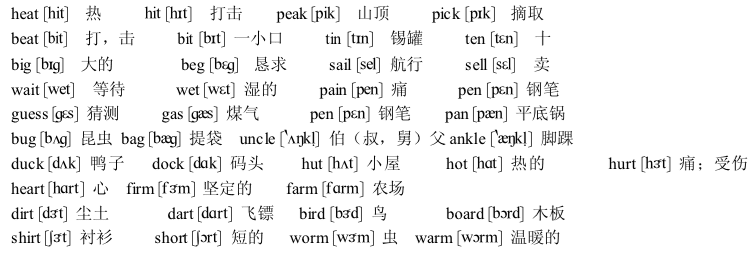 heat [hit] 热 hit [hɪt] 打击 peak [pik] 山顶 pick [pɪk] 摘取
beat [bit] 打，击 bit [bɪt] 一小口 tin [tɪn] 锡罐 ten [tɛn] 十
big [bɪg] 大的 beg [bɛg] 恳求 sail [sel] 航行 sell [sɛl] 卖
wait [wet] 等待 wet [wɛt] 湿的 pain [pen] 痛 pen [pɛn] 钢笔
guess [gɛs] 猜测 gas [gæs] 煤气 pen [pɛn] 钢笔 pan [pæn] 平底锅
bug [bʌg] 昆虫 bag [bæg] 提袋 uncle [ˋʌŋkl̩] 伯（叔，舅）父 ankle [ˋæŋkl̩] 脚踝
duck [dʌk] 鸭子 dock [dɑk] 码头 hut [hʌt] 小屋 hot [hɑt] 热的 hurt [hɝt] 痛；受伤
heart [hɑrt] 心 firm [fɝm] 坚定的 farm [fɑrm] 农场
dirt [dɝt] 尘土 dart [dɑrt] 飞镖 bird [bɝd] 鸟 board [bɔrd] 木板
shirt [ʃɝt] 衬衫 short [ʃɔrt] 短的 worm [wɝm] 虫 warm [wɔrm] 温暖的